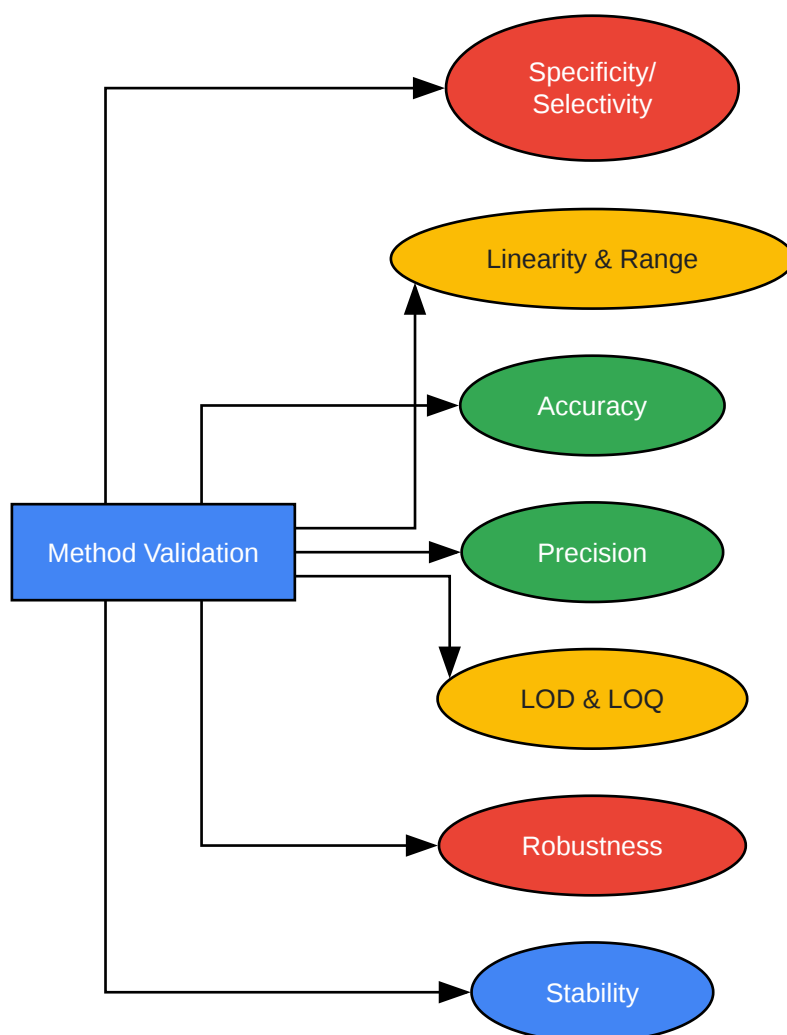 Specificity/
Selectivity
Linearity & Range
Accuracy
Method Validation
Precision
LOD & LOQ
Robustness
Stability